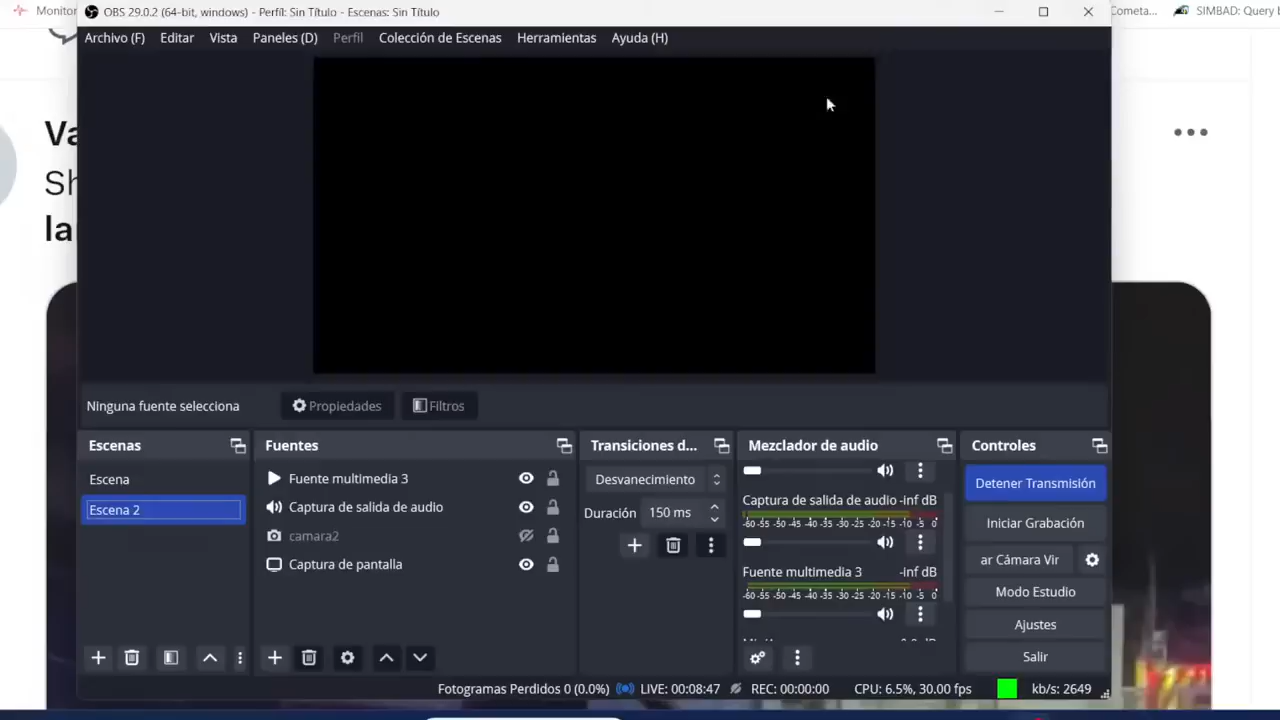 Monitor
OBS 29.0.2 (64-bit, windows) - Perfil: Sin Título - Escenas: Sin Título
Cometa...
SIMBAD: Query b
Archivo (F) Editar Vista Paneles (D) Perfil Colección de Escenas Herramientas Ayuda (H)
Va
Sh
la
Ninguna fuente selecciona Propiedades Filtros
Escenas
Escena
Escena 2
Fuentes
Fuente multimedia 3
Captura de salida de audio
camara2
Captura de pantalla
Transiciones d...
Desvanecimiento
Duración 150 ms
Mezclador de audio
Captura de salida de audio -inf dB
-60 -55 -50 -45 -40 -35 -30 -25 -20 -15 -10 -5 0
Fuente multimedia 3 -inf dB
-60 -55 -50 -45 -40 -35 -30 -25 -20 -15 -10 -5 0
Controles
Detener Transmisión
Iniciar Grabación
ar Cámara Vir
Modo Estudio
Ajustes
Salir
Fotogramas Perdidos 0 (0.0%) LIVE: 00:08:47 REC: 00:00:00 CPU: 6.5%, 30.00 fps kb/s: 2649